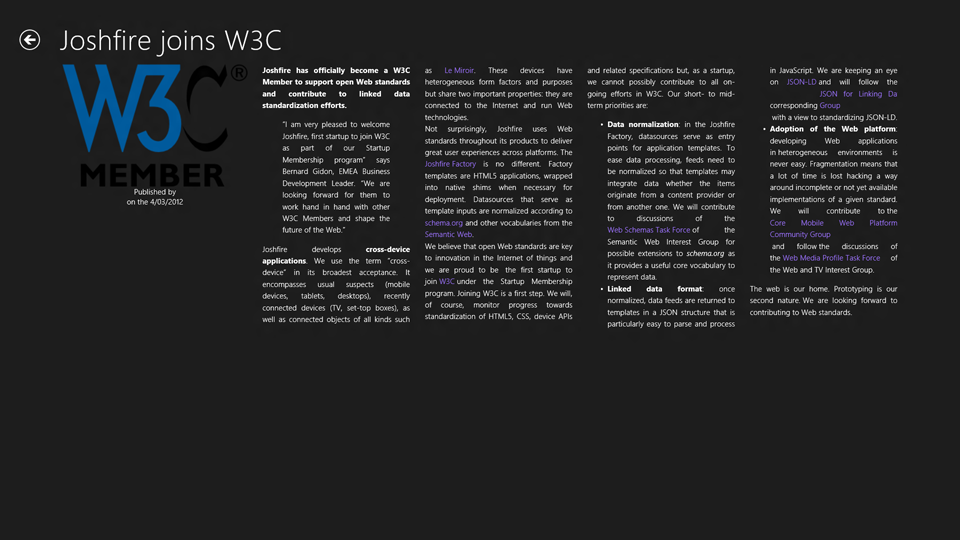 Joshfire joins W3C
W3C®
MEMBER
Published by
on the 4/03/2012
Joshfire has officially become a W3C
Member to support open Web standards
and contribute to linked data
standardization efforts.
"I am very pleased to welcome
Joshfire, first startup to join W3C
as part of our Startup
Membership program" says
Bernard Gidon, EMEA Business
Development Leader. "We are
looking forward for them to
work hand in hand with other
W3C Members and shape the
future of the Web."
Joshfire develops cross-device
applications. We use the term "cross-
device" in its broadest acceptance. It
encompasses usual suspects (mobile
devices, tablets, desktops), recently
connected devices (TV, set-top boxes), as
well as connected objects of all kinds such
as Le Miroir. These devices have
heterogeneous form factors and purposes
but share two important properties: they are
connected to the Internet and run Web
technologies.
Not surprisingly, Joshfire uses Web
standards throughout its products to deliver
great user experiences across platforms. The
Joshfire Factory is no different. Factory
templates are HTML5 applications, wrapped
into native shims when necessary for
deployment. Datasources that serve as
template inputs are normalized according to
schema.org and other vocabularies from the
Semantic Web.
We believe that open Web standards are key
to innovation in the Internet of things and
we are proud to be the first startup to
join W3C under the Startup Membership
program. Joining W3C is a first step. We will,
of course, monitor progress towards
standardization of HTML5, CSS, device APIs
and related specifications but, as a startup,
we cannot possibly contribute to all on-
going efforts in W3C. Our short- to mid-
term priorities are:
• Data normalization: in the Joshfire
Factory, datasources serve as entry
points for application templates. To
ease data processing, feeds need to
be normalized so that templates may
integrate data whether the items
originate from a content provider or
from another one. We will contribute
to discussions of the
Web Schemas Task Force of the
Semantic Web Interest Group for
possible extensions to schema.org as
it provides a useful core vocabulary to
represent data.
• Linked data format: once
normalized, data feeds are returned to
templates in a JSON structure that is
particularly easy to parse and process
in JavaScript. We are keeping an eye
on JSON-LD and will follow the
JSON for Linking Da
corresponding Group
with a view to standardizing JSON-LD.
• Adoption of the Web platform:
developing Web applications
in heterogeneous environments is
never easy. Fragmentation means that
a lot of time is lost hacking a way
around incomplete or not yet available
implementations of a given standard.
We will contribute to the
Core Mobile Web Platform
Community Group
and follow the discussions of
the Web Media Profile Task Force of
the Web and TV Interest Group.
The web is our home. Prototyping is our
second nature. We are looking forward to
contributing to Web standards.